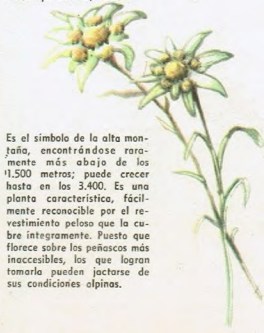 Es el símbolo de la alta mon-
taña, encontrándose rara-
mente más abajo de los
1.500 metros; puede crecer
hasta en los 3.400. Es una
planta característica, fácil-
mente reconocible por el re-
vestimiento peloso que la cu-
bre íntegramente. Puesto que
florece sobre los peñascos más
inaccesibles, los que logran
tomarla pueden jactarse de
sus condiciones alpinas.